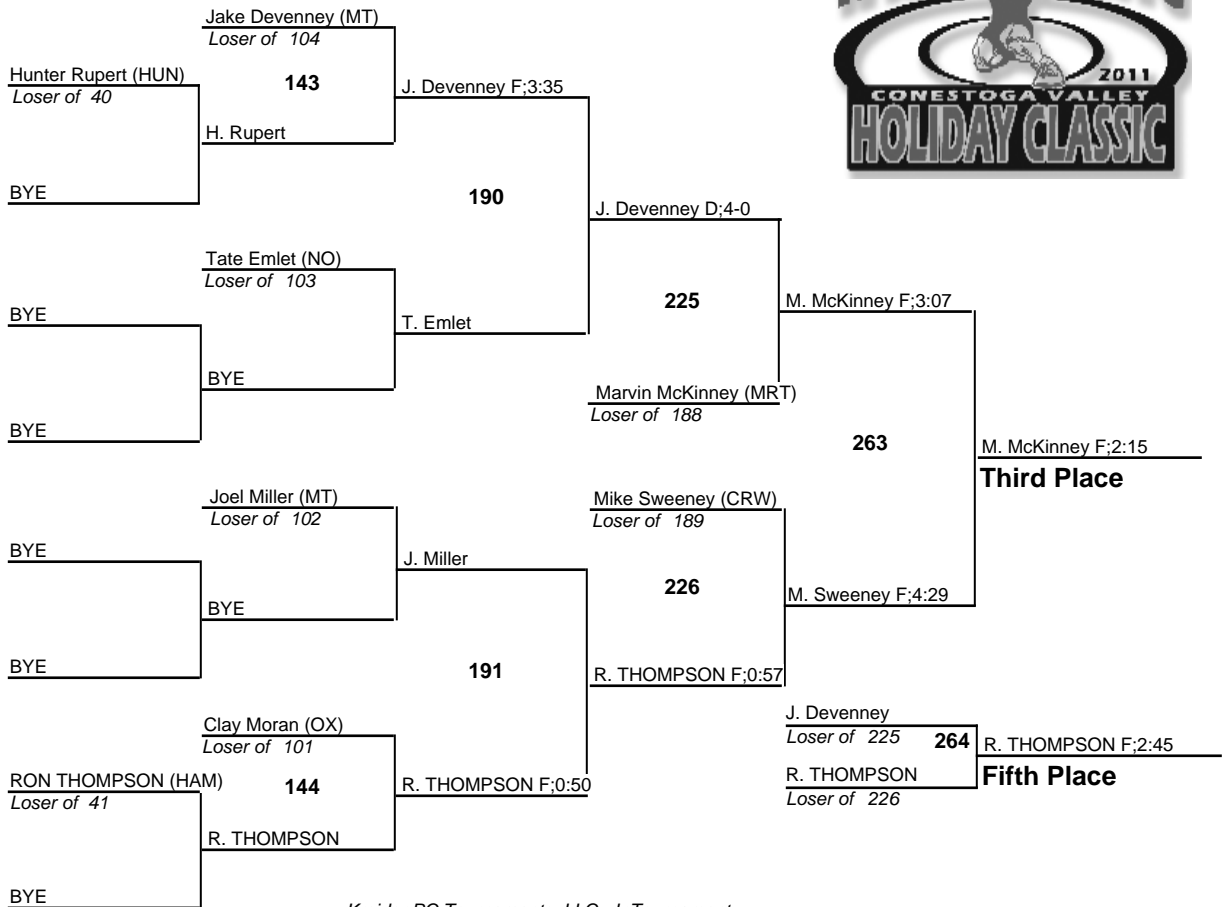 Jake Devenney (MT)
Loser of 104
Hunter Rupert (HUN)
Loser of 40
143
J. Devenney F;3:35
H. Rupert
BYE
190
J. Devenney D;4-0
Tate Emlet (NO)
Loser of 103
BYE
T. Emlet
BYE
BYE
225
M. McKinney F;3:07
Marvin McKinney (MRT)
Loser of 188
263
M. McKinney F;2:15
Third Place
Joel Miller (MT)
Loser of 102
Mike Sweeney (CRW)
Loser of 189
BYE
J. Miller
BYE
BYE
226
M. Sweeney F;4:29
191
R. THOMPSON F;0:57
Clay Moran (OX)
Loser of 101
RON THOMPSON (HAM)
Loser of 41
144
R. THOMPSON F;0:50
R. THOMPSON
BYE
J. Devenney
Loser of 225
264
R. THOMPSON F;2:45
R. THOMPSON
Loser of 226
Fifth Place
2011
CONESTOGA VALLEY
HOLIDAY CLASSIC